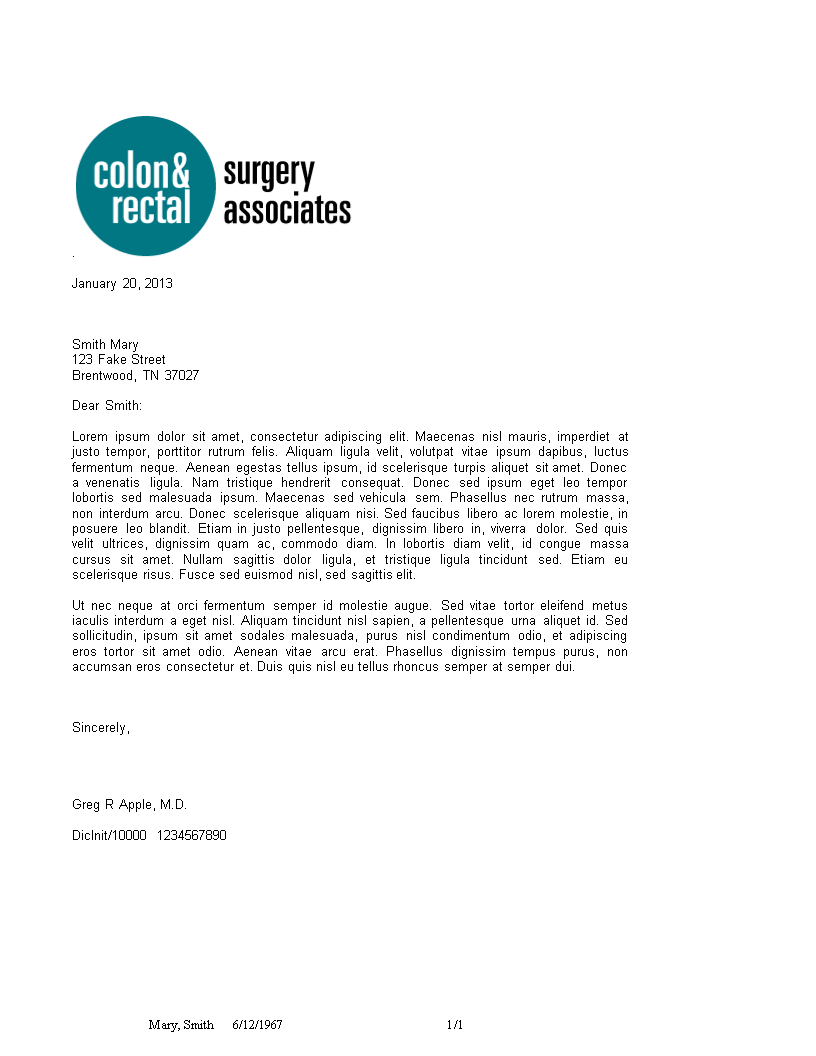 colon& surgery
rectal associates
.
January 20, 2013
Smith Mary
123 Fake Street
Brentwood, TN 37027
Dear Smith:
Lorem ipsum dolor sit amet, consectetur adipiscing elit. Maecenas nisl mauris, imperdiet at
justo tempor, porttitor rutrum felis. Aliquam ligula velit, volutpat vitae ipsum dapibus, luctus
fermentum neque. Aenean egestas tellus ipsum, id scelerisque turpis aliquet sit amet. Donec
a venenatis ligula. Nam tristique hendrerit consequat. Donec sed ipsum eget leo tempor
lobortis sed malesuada ipsum. Maecenas sed vehicula sem. Phasellus nec rutrum massa,
non interdum arcu. Donec scelerisque aliquam nisi. Sed faucibus libero ac lorem molestie, in
posuere leo blandit. Etiam in justo pellentesque, dignissim libero in, viverra dolor. Sed quis
velit ultrices, dignissim quam ac, commodo diam. In lobortis diam velit, id congue massa
cursus sit amet. Nullam sagittis dolor ligula, et tristique ligula tincidunt sed. Etiam eu
scelerisque risus. Fusce sed euismod nisl, sed sagittis elit.
Ut nec neque at orci fermentum semper id molestie augue. Sed vitae tortor eleifend metus
iaculis interdum a eget nisl. Aliquam tincidunt nisl sapien, a pellentesque urna aliquet id. Sed
sollicitudin, ipsum sit amet sodales malesuada, purus nisl condimentum odio, et adipiscing
eros tortor sit amet odio. Aenean vitae arcu erat. Phasellus dignissim tempus purus, non
accumsan eros consectetur et. Duis quis nisl eu tellus rhoncus semper at semper dui.
Sincerely,
Greg R Apple, M.D.
DicInit/10000 1234567890
Mary, Smith 6/12/1967 1/1